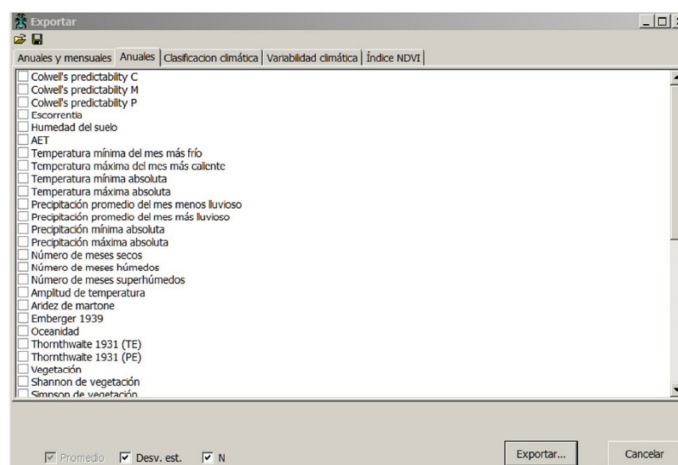 Exportar
Anuales y mensuales Anuales Clasificacion climática Variabilidad climática Índice NDVI
Colwell's predictability C
Colwell's predictability M
Colwell's predictability P
Escorrentia
Humedad del suelo
AET
Temperatura mínima del mes más frío
Temperatura máxima del mes más caliente
Temperatura mínima absoluta
Temperatura máxima absoluta
Precipitación promedio del mes menos lluvioso
Precipitación promedio del mes más lluvioso
Precipitación mínima absoluta
Precipitación máxima absoluta
Número de meses secos
Número de meses húmedos
Número de meses superhúmedos
Amplitud de temperatura
Aridez de martone
Emberger 1939
Oceanidad
Thornthwaite 1931 (TE)
Thornthwaite 1931 (PE)
Vegetación
Shannon de vegetación
Simpson de vegetación
Promedio Desv. est. N Exportar... Cancelar